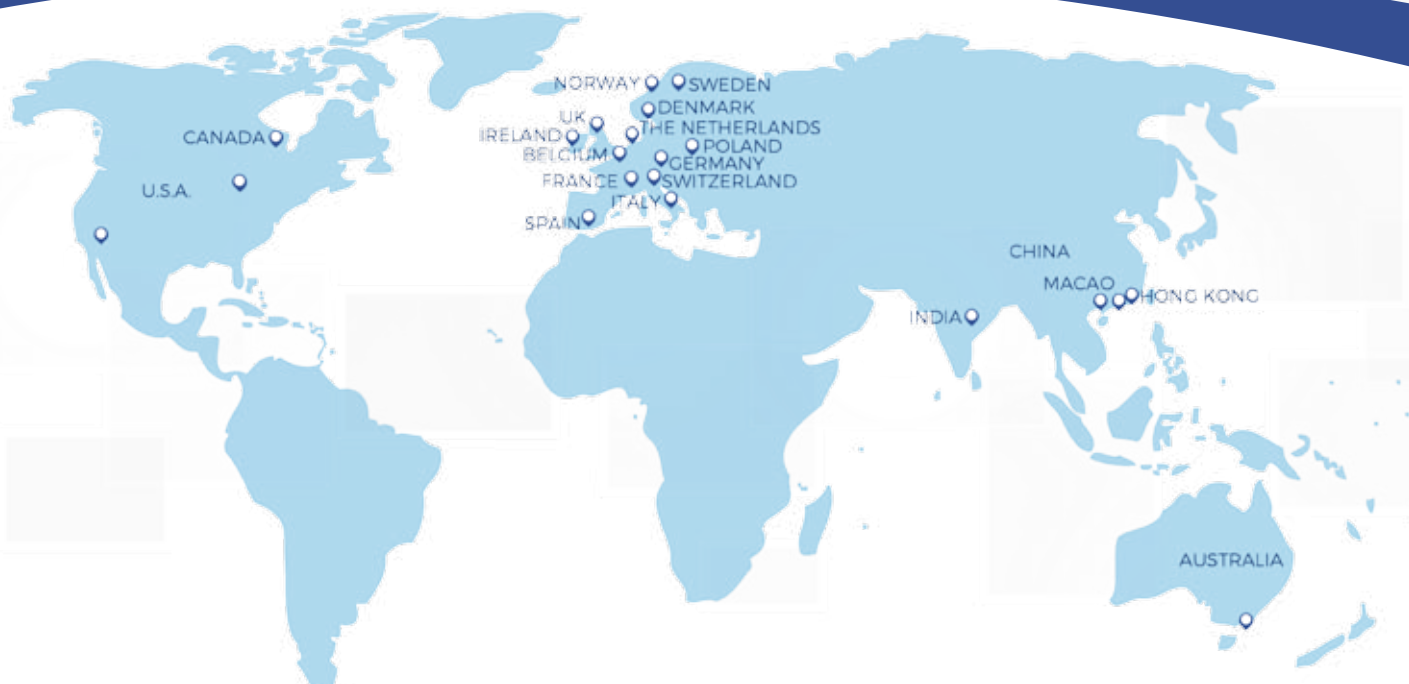 NORWAY
SWEDEN
DENMARK
UK
THE NETHERLANDS
IRELAND
CANADA
POLAND
BELGIUM
GERMANY
FRANCE
SWITZERLAND
U.S.A.
ITALY
SPAIN
CHINA
MACAO
HONG KONG
INDIA
AUSTRALIA